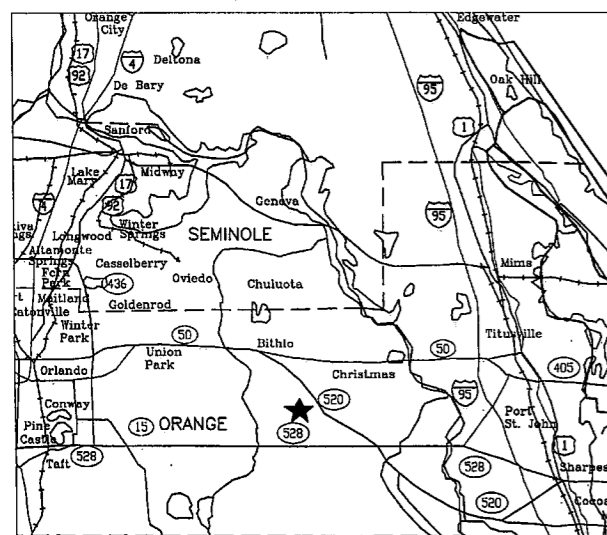 Orange
City
Edgewater
17
92
4
Deltona
De Bary
95
Oak Hill
1
Sanford
Lake
Mary
Midway
17
92
4
Geneva
95
Winter
Springs
SEMINOLE
Longwood
Altamonte
Springs
Casselberry
Mims
Fern
Park
436
Oviedo
Chuluota
Maitland
Goldenrod
Eatonville
Winter
Park
50
Bithlo
50
Titusville
Union
Park
405
Orlando
Christmas
95
Conway
520
Port
St. John
Pine
Castle
15
ORANGE
528
1
Taft
528
528
Sharpes
520
Cocoa